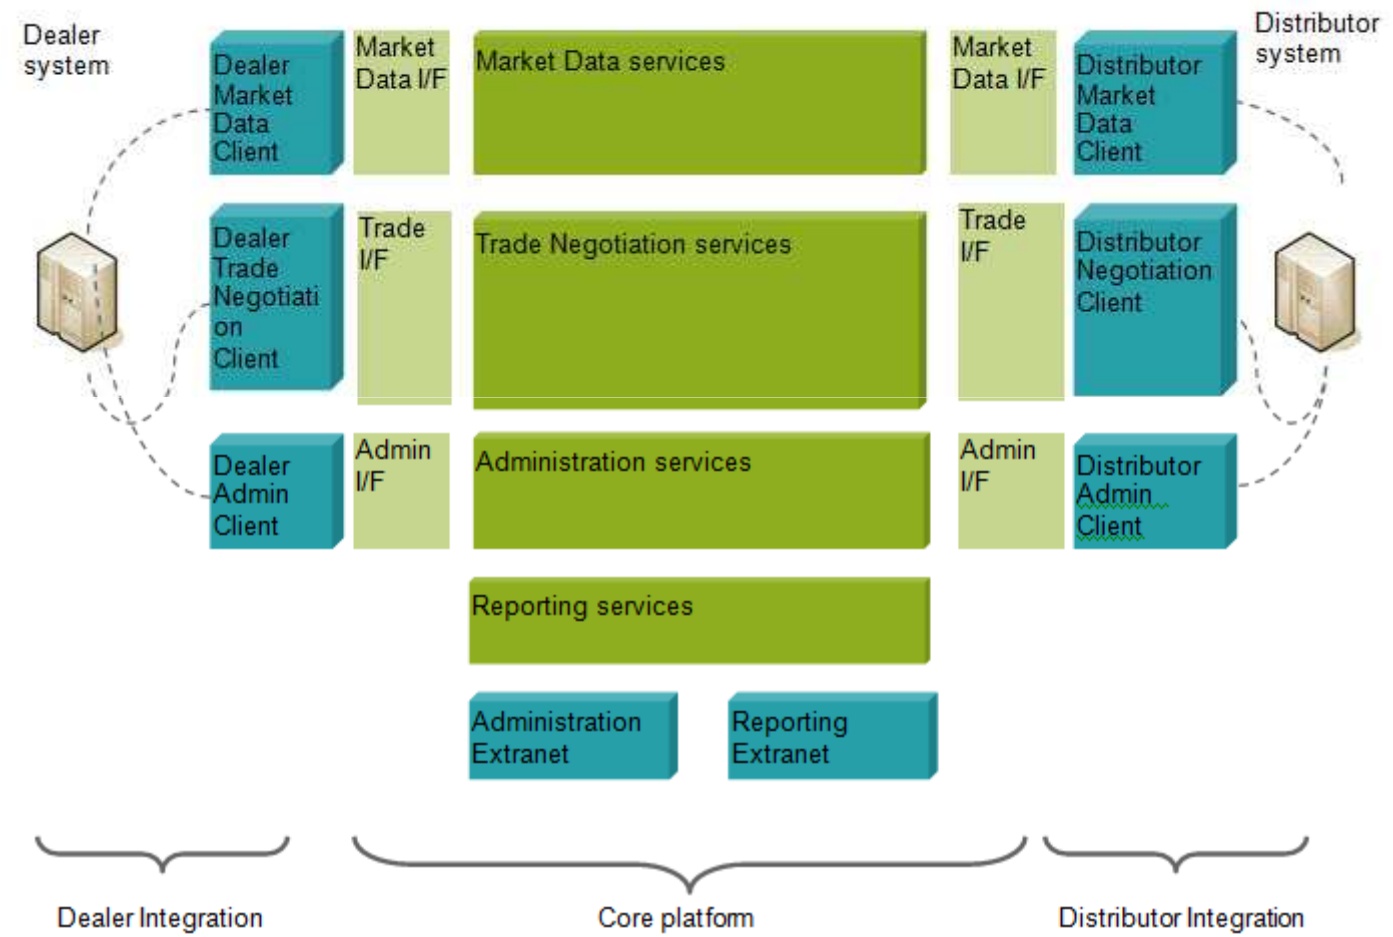 Dealer
system
Dealer
Market
Data
Client
Market
Data I/F
Market Data services
Market
Data I/F
Distributor
Market
Data
Client
Distributor
system
Dealer
Trade
Negotiati
on
Client
Trade
I/F
Trade Negotiation services
Trade
I/F
Distributor
Negotiation
Client
Dealer
Admin
Client
Admin
I/F
Administration services
Admin
I/F
Distributor
Admin
Client
Reporting services
Administration
Extranet
Reporting
Extranet
Dealer Integration
Core platform
Distributor Integration